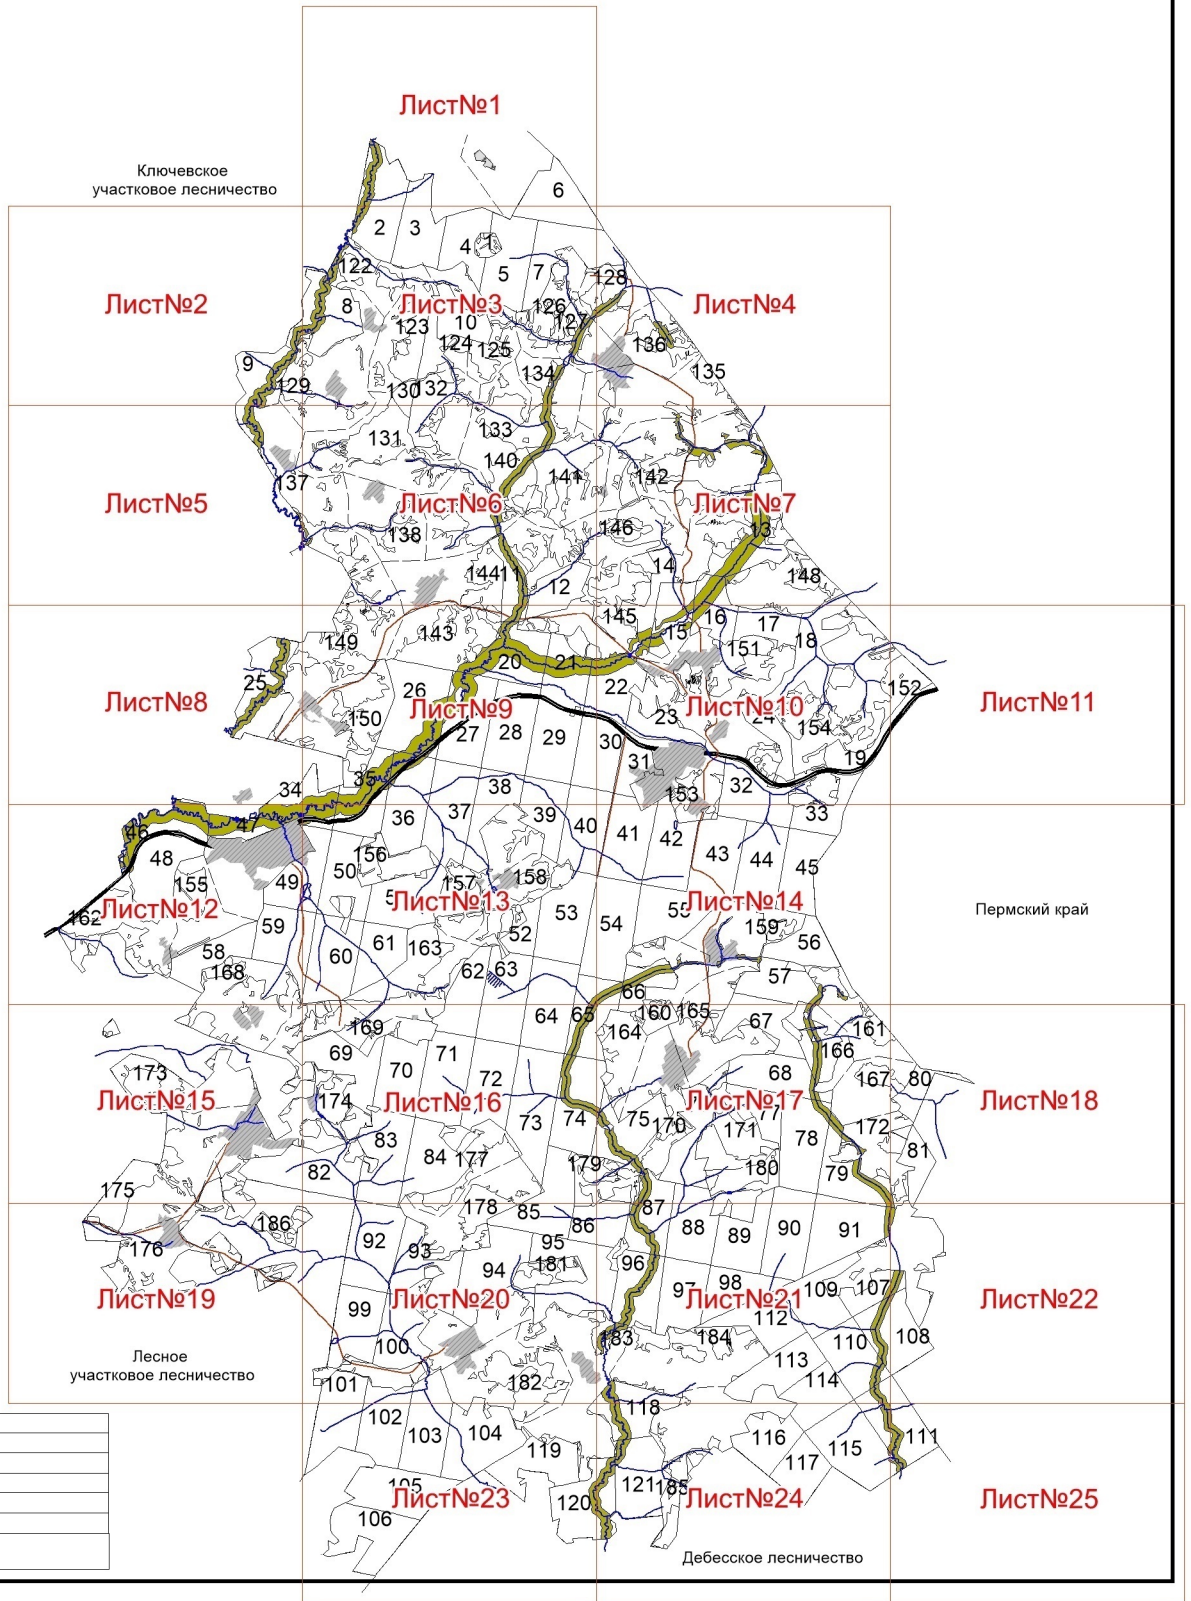 Лист№1
Ключевское
участковое лесничество
6
2 3
4 1
5 7
122 128
Лист№2 8 Лист№3 126 Лист№4
123 10 127
124 125 136
9 134 135
129 130 132
131 133
140
137 141 142
Лист№5 Лист№6 Лист№7
138 146 13
144 11 12 14 148
145 16 17
149 143 15 18
151
25 20 21
26 22 152
Лист№8 Лист№9 Лист№10 Лист№11
150 23 24
27 28 29 30 154
31 19
35 32
34 38 153
36 37 39 33
46 47 40 41 42
48 156 43 44 45
155 49 50 157 158
162 Лист№12 Лист№13 53 55 Лист№14 Пермский край
59 52 54 159
58 61 163 56
168 60 62 63 57
66
64 65 160 165 67
169 164 161
69 71 166
173 70 72 68 167 80
Лист№15 174 Лист№16 Лист№17 Лист№18
73 74 75 170 171 77 172
83 78
82 84 177 179 180 79 81
175
178 85 87
176 186 86 88 89 90 91
92 93 95
94 181 96
Лист№19 99 Лист№20 97 98 109 107 Лист№22
Лист№21
112
100 183 184 110 108
Лесное
участковое лесничество
113
101 182 114
102 118
103 104 116 111
119 115
117
105 121 185
Лист№23 120 Лист№24 Лист№25
106
Дебесское лесничество